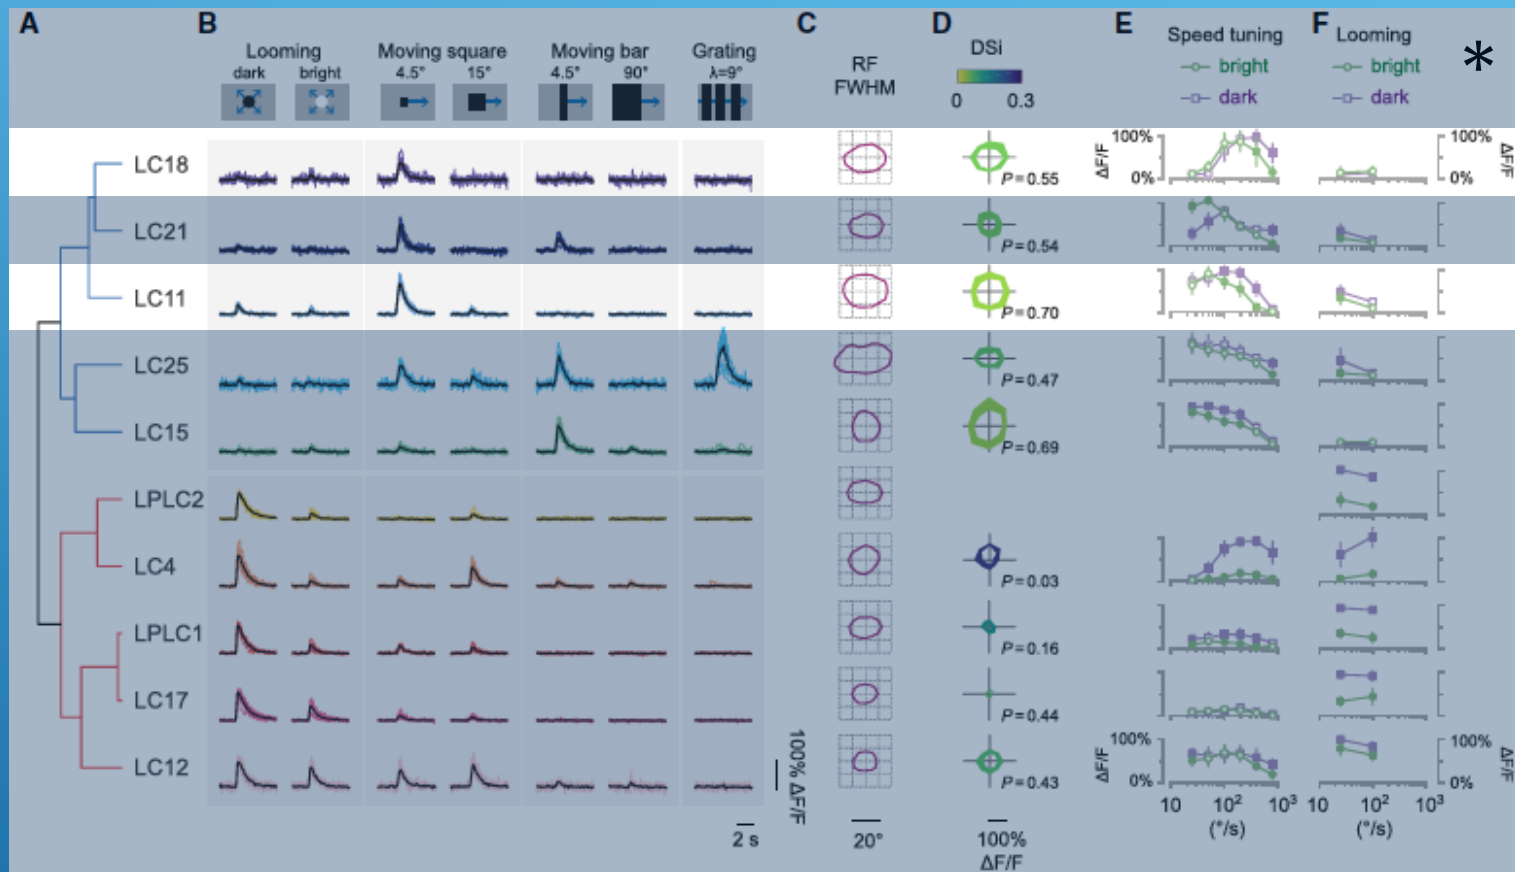 A B C D E F
Looming Moving square Moving bar Grating
dark bright 4.5° 15° 4.5° 90° λ=9°
RF
FWHM
DSi
0 0.3
Speed tuning
bright
dark
Looming
bright
dark
*
LC18
P=0.55
100%
0%
ΔF/F
100%
0%
ΔF/F
LC21
P=0.54
LC11
P=0.70
LC25
P=0.47
LC15
P=0.69
LPLC2
LC4
P=0.03
LPLC1
P=0.16
LC17
P=0.44
LC12
P=0.43
100% ΔF/F
2 s
20°
100%
ΔF/F
ΔF/F
100%
0%
10 10² 10³
(°/s)
100%
0%
ΔF/F
10 10² 10³
(°/s)